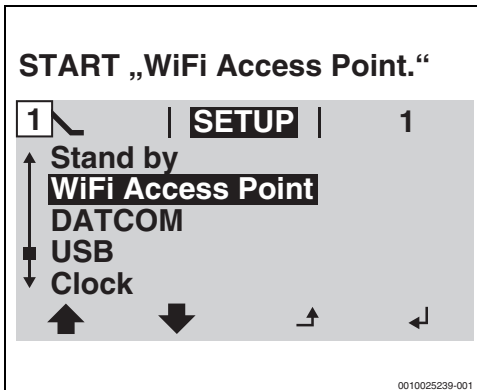 START „WiFi Access Point.“
1 | SETUP | 1
Stand by
WiFi Access Point
DATCOM
USB
Clock
0010025239-001